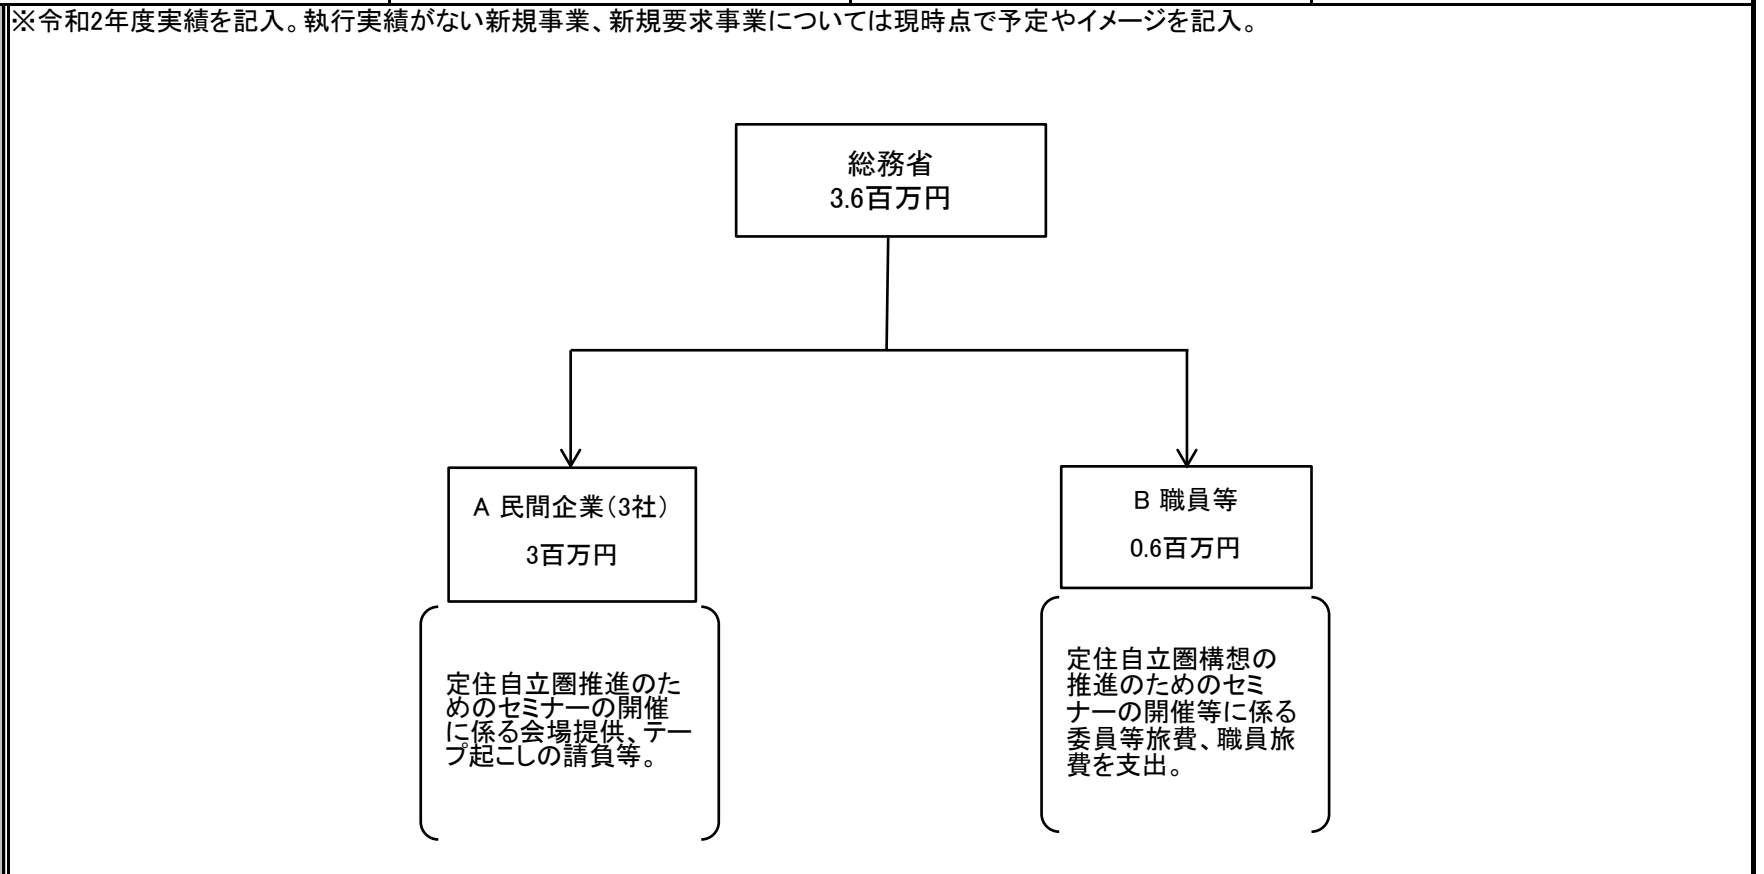 ※令和2年度実績を記入。執行実績がない新規事業、新規要求事業については現時点で予定やイメージを記入。
総務省
3.6百万円
A 民間企業（3社）
3百万円
B 職員等
0.6百万円
定住自立圏推進のた
めのセミナーの開催
に係る会場提供、テー
プ起こしの請負等。
定住自立圏構想の
推進のためのセミ
ナーの開催等に係る
委員等旅費、職員旅
費を支出。